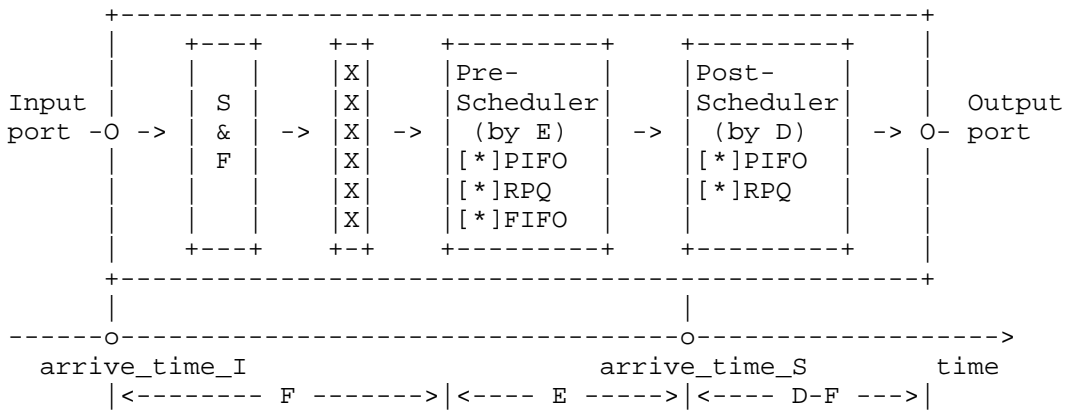 +-----------------------------------------------------+
|    +---+    +-+    +---------+    +---------+    |
|    |   |    |X|    |Pre-     |    |Post-    |    |
Input |    | S |    |X|    |Scheduler|    |Scheduler|    |  Output
port -O -> | & | -> |X| -> | (by E)  | -> | (by D)  | -> O- port
|    | F |    |X|    |[*]PIFO  |    |[*]PIFO  |    |
|    |   |    |X|    |[*]RPQ   |    |[*]RPQ   |    |
|    |   |    |X|    |[*]FIFO  |    |         |    |
|    +---+    +-+    +---------+    +---------+    |
+-----------------------------------------------------+
|                                     |
------o-------------------------------------o------------------->
arrive_time_I                       arrive_time_S         time
|<-------- F ------->|<---- E ----->|<---- D-F --->|